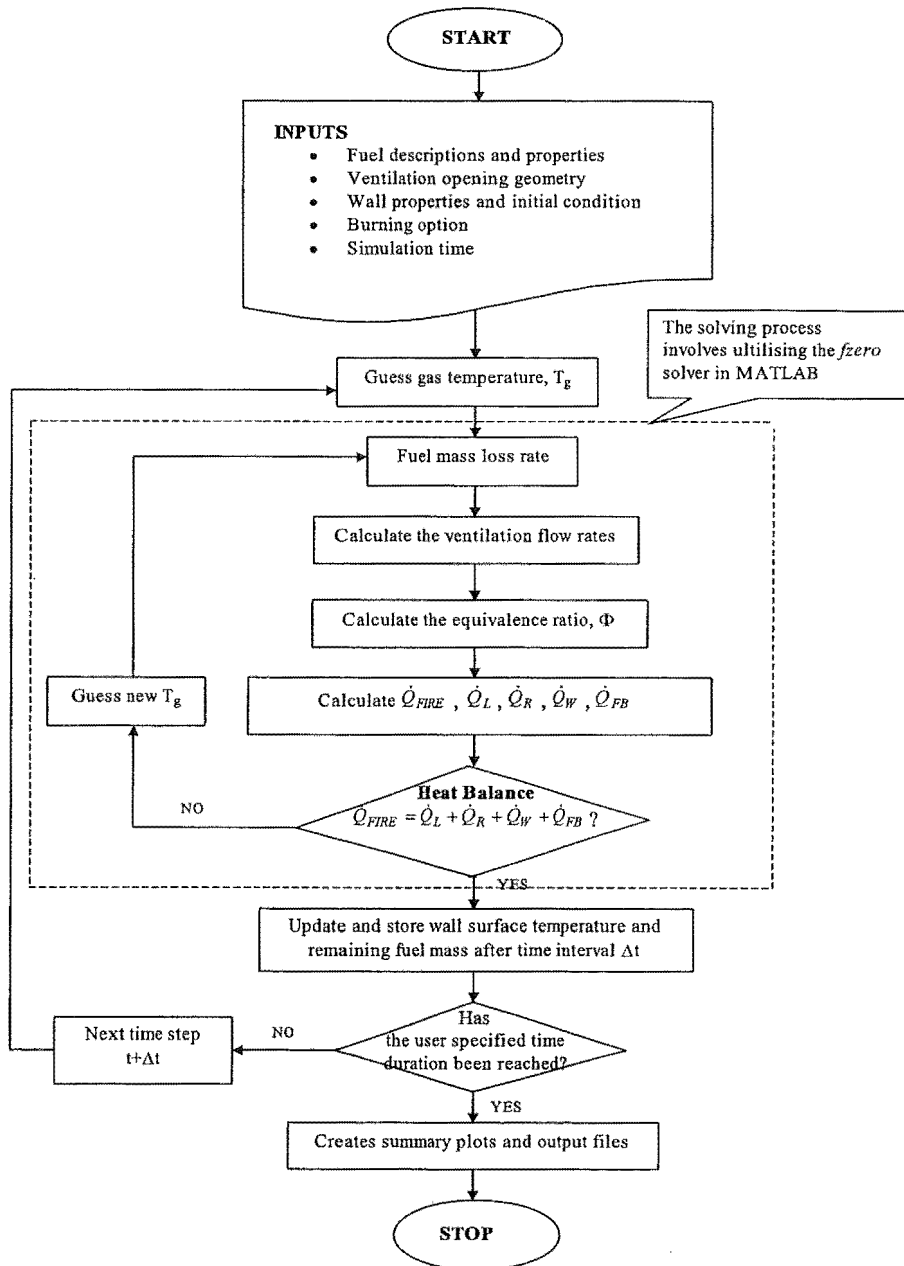 START
INPUTS
• Fuel descriptions and properties
• Ventilation opening geometry
• Wall properties and initial condition
• Burning option
• Simulation time
The solving process
involves ultilising the fzero
solver in MATLAB
Guess gas temperature, T_g
Fuel mass loss rate
Calculate the ventilation flow rates
Calculate the equivalence ratio, Φ
Guess new T_g
Calculate Q̇_FIRE , Q̇_L , Q̇_R , Q̇_W , Q̇_FB
Heat Balance
NO
Q̇_FIRE = Q̇_L + Q̇_R + Q̇_W + Q̇_FB ?
YES
Update and store wall surface temperature and
remaining fuel mass after time interval Δt
Has
the user specified time
duration been reached?
NO
Next time step
t+Δt
YES
Creates summary plots and output files
STOP